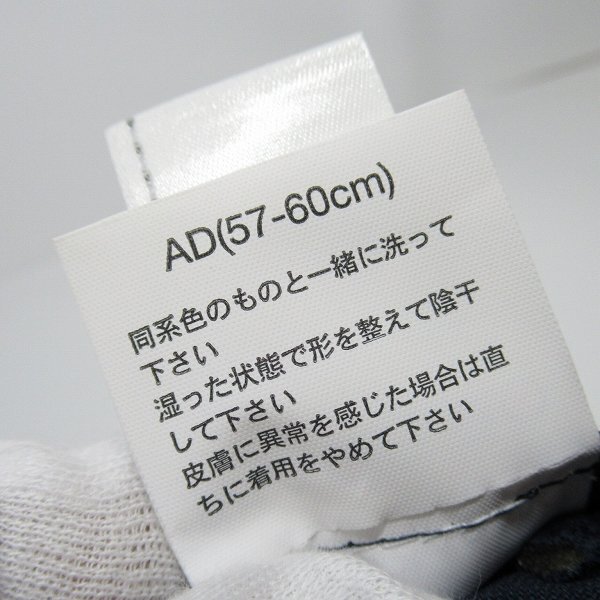 AD(57-60cm)
同系色のものと一緒に洗って
下さい
湿った状態で形を整えて陰干
して下さい
皮膚に異常を感じた場合は直
ちに着用をやめて下さい